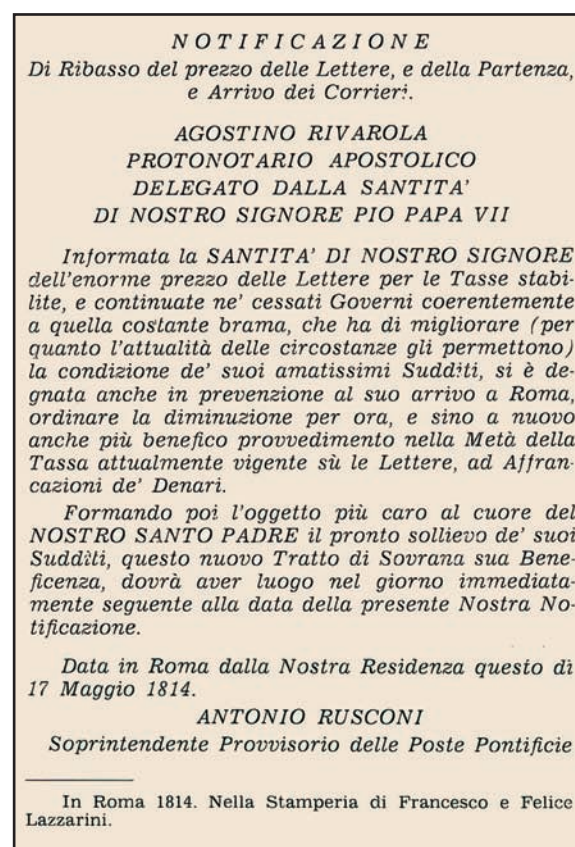 NOTIFICAZIONE
Di Ribasso del prezzo delle Lettere, e della Partenza,
e Arrivo dei Corrieri.
AGOSTINO RIVAROLA
PROTONOTARIO APOSTOLICO
DELEGATO DALLA SANTITA'
DI NOSTRO SIGNORE PIO PAPA VII
Informata la SANTITA' DI NOSTRO SIGNORE
dell'enorme prezzo delle Lettere per le Tasse stabi-
lite, e continuate ne' cessati Governi coerentemente
a quella costante brama, che ha di migliorare (per
quanto l'attualità delle circostanze gli permettono)
la condizione de' suoi amatissimi Sudditi, si è de-
gnata anche in prevenzione al suo arrivo a Roma,
ordinare la diminuzione per ora, e sino a nuovo
anche più benefico provvedimento nella Metà della
Tassa attualmente vigente sù le Lettere, ad Affran-
cazioni de' Denari.
Formando poi l'oggetto più caro al cuore del
NOSTRO SANTO PADRE il pronto sollievo de' suoi
Sudditi, questo nuovo Tratto di Sovrana sua Bene-
ficenza, dovrà aver luogo nel giorno immediata-
mente seguente alla data della presente Nostra No-
tificazione.
Data in Roma dalla Nostra Residenza questo dì
17 Maggio 1814.
ANTONIO RUSCONI
Soprintendente Provvisorio delle Poste Pontificie
In Roma 1814. Nella Stamperia di Francesco e Felice
Lazzarini.